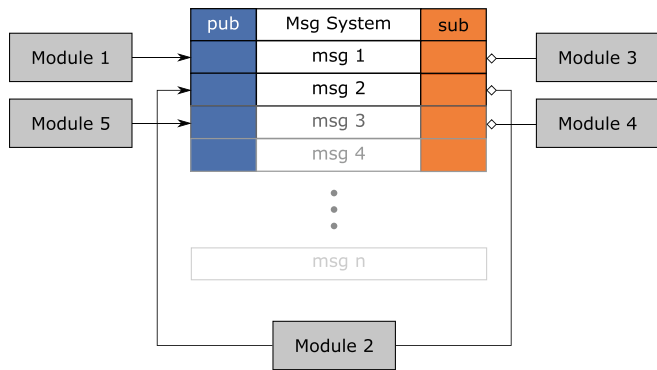 pub Msg System sub
Module 1 msg 1 Module 3
msg 2
Module 5 msg 3 Module 4
msg 4
msg n
Module 2